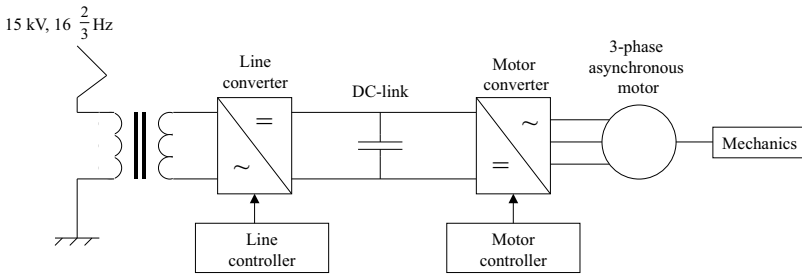 15 kV, 16 2/3 Hz
Line
converter
DC-link
Motor
converter
3-phase
asynchronous
motor
=
~
~
=
Mechanics
Line
controller
Motor
controller